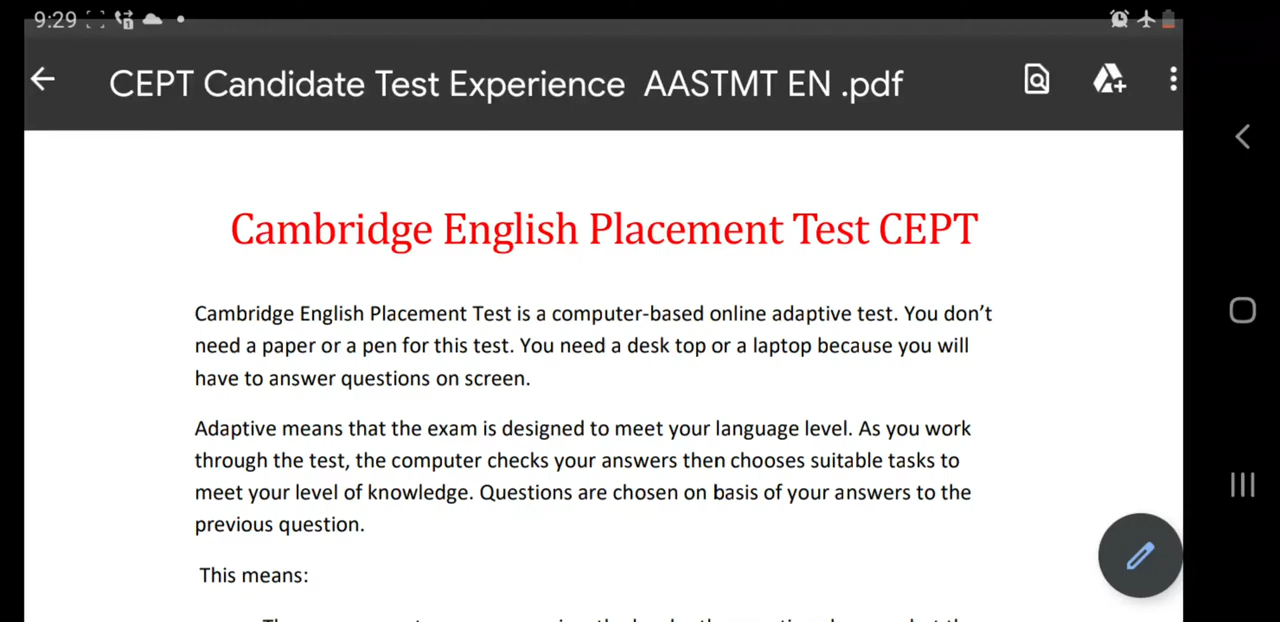 9:29
CEPT Candidate Test Experience AASTMT EN .pdf
Cambridge English Placement Test CEPT
Cambridge English Placement Test is a computer-based online adaptive test. You don’t
need a paper or a pen for this test. You need a desk top or a laptop because you will
have to answer questions on screen.
Adaptive means that the exam is designed to meet your language level. As you work
through the test, the computer checks your answers then chooses suitable tasks to
meet your level of knowledge. Questions are chosen on basis of your answers to the
previous question.
This means: